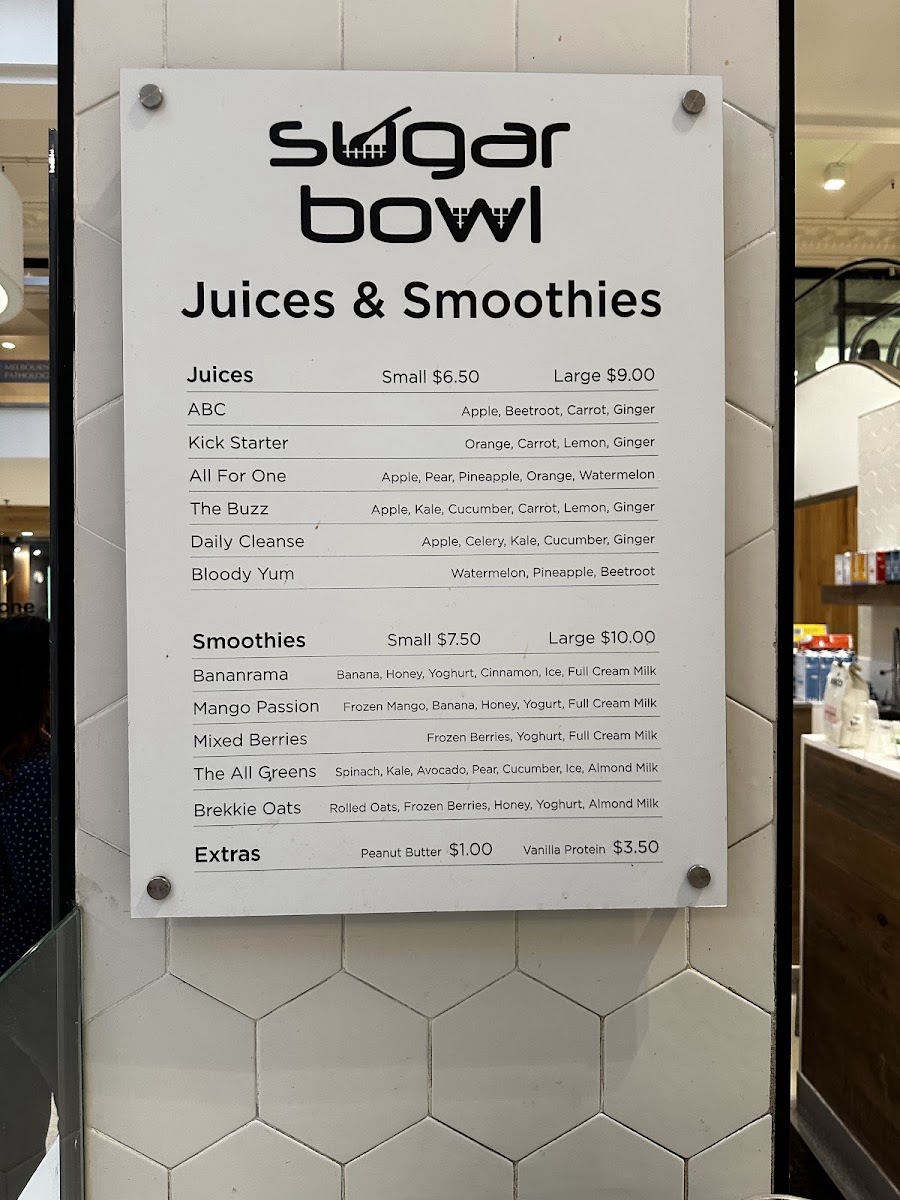 sugar
bowl
Juices & Smoothies
Juices Small $6.50 Large $9.00
ABC Apple, Beetroot, Carrot, Ginger
Kick Starter Orange, Carrot, Lemon, Ginger
All For One Apple, Pear, Pineapple, Orange, Watermelon
The Buzz Apple, Kale, Cucumber, Carrot, Lemon, Ginger
Daily Cleanse Apple, Celery, Kale, Cucumber, Ginger
Bloody Yum Watermelon, Pineapple, Beetroot
Smoothies Small $7.50 Large $10.00
Bananrama Banana, Honey, Yoghurt, Cinnamon, Ice, Full Cream Milk
Mango Passion Frozen Mango, Banana, Honey, Yogurt, Full Cream Milk
Mixed Berries Frozen Berries, Yoghurt, Full Cream Milk
The All Greens Spinach, Kale, Avocado, Pear, Cucumber, Ice, Almond Milk
Brekkie Oats Rolled Oats, Frozen Berries, Honey, Yoghurt, Almond Milk
Extras Peanut Butter $1.00 Vanilla Protein $3.50